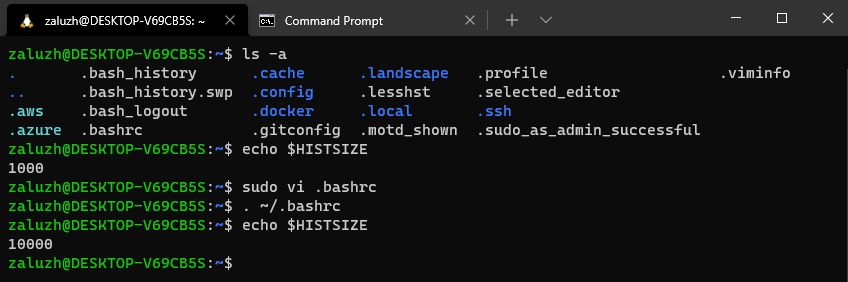 zaluzh@DESKTOP-V69CB5S: ~ Command Prompt
zaluzh@DESKTOP-V69CB5S:~$ ls -a
. .bash_history .cache .landscape .profile .viminfo
.. .bash_history.swp .config .lesshst .selected_editor
.aws .bash_logout .docker .local .ssh
.azure .bashrc .gitconfig .motd_shown .sudo_as_admin_successful
zaluzh@DESKTOP-V69CB5S:~$ echo $HISTSIZE
1000
zaluzh@DESKTOP-V69CB5S:~$ sudo vi .bashrc
zaluzh@DESKTOP-V69CB5S:~$ . ~/.bashrc
zaluzh@DESKTOP-V69CB5S:~$ echo $HISTSIZE
10000
zaluzh@DESKTOP-V69CB5S:~$